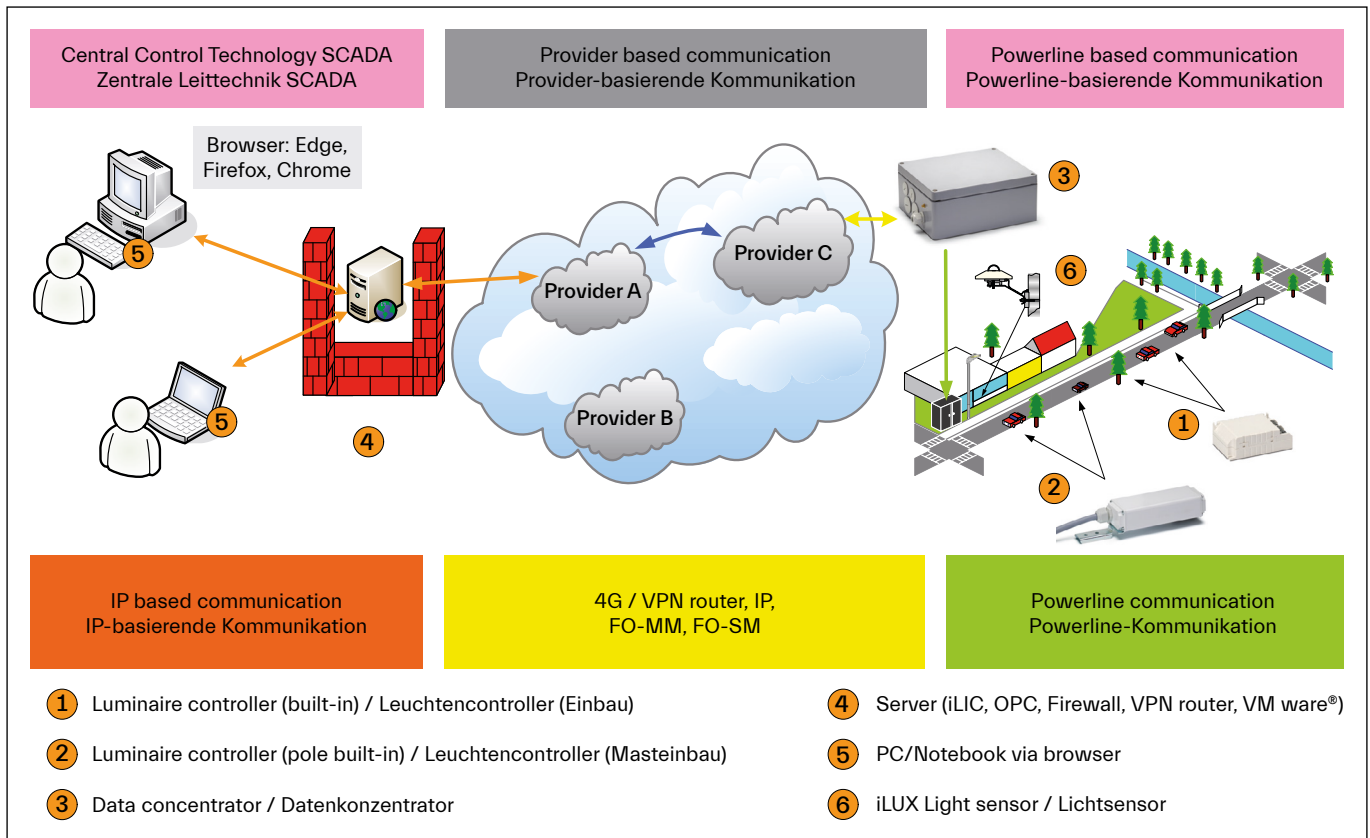 Central Control Technology SCADA
Zentrale Leittechnik SCADA
Provider based communication
Provider-basierende Kommunikation
Powerline based communication
Powerline-basierende Kommunikation
Browser: Edge,
Firefox, Chrome
5
5
4
Provider A
Provider B
Provider C
3
6
1
2
IP based communication
IP-basierende Kommunikation
4G / VPN router, IP,
FO-MM, FO-SM
Powerline communication
Powerline-Kommunikation
1 Luminaire controller (built-in) / Leuchtencontroller (Einbau)
2 Luminaire controller (pole built-in) / Leuchtencontroller (Masteinbau)
3 Data concentrator / Datenkonzentrator
4 Server (iLIC, OPC, Firewall, VPN router, VM ware®)
5 PC/Notebook via browser
6 iLUX Light sensor / Lichtsensor